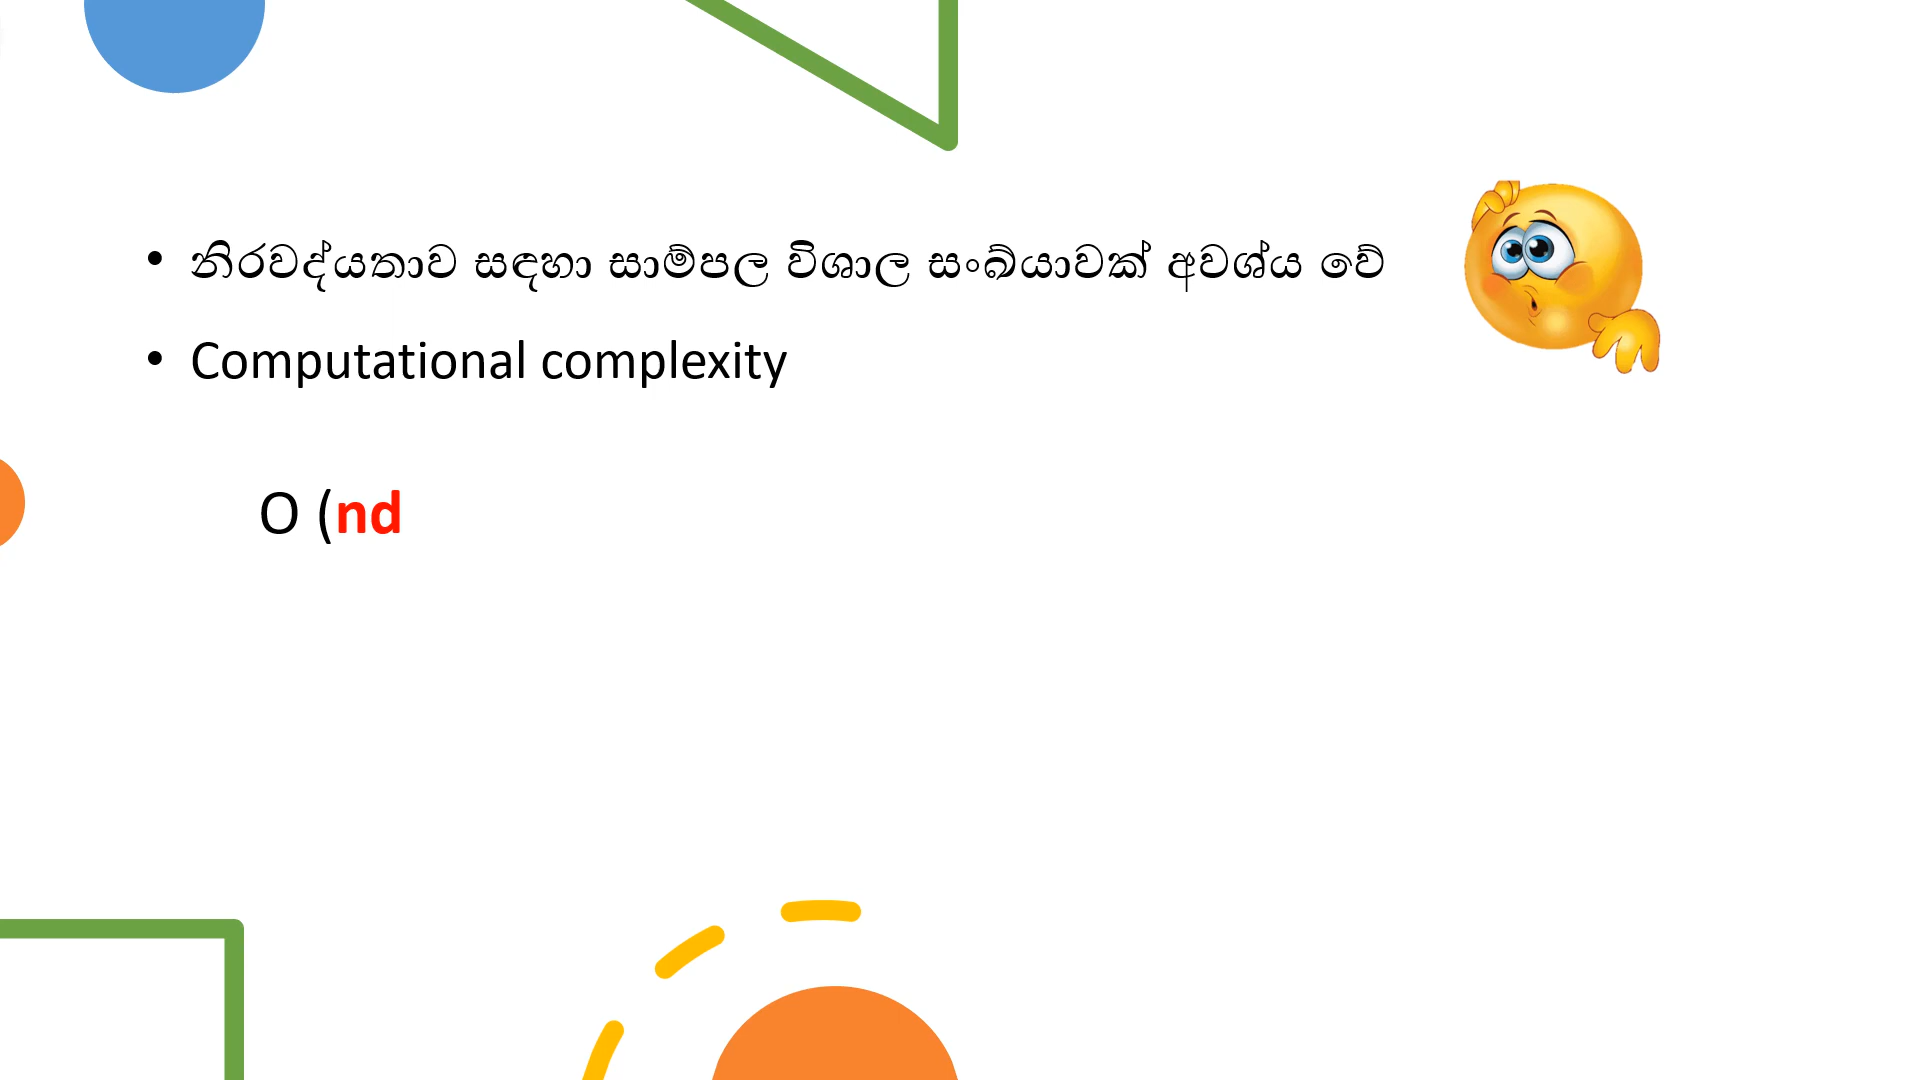 • නිරවද්යතාව සඳහා සාම්පල විශාල සංඛ්යාවක් අවශ්ය වේ
• Computational complexity
O (nd